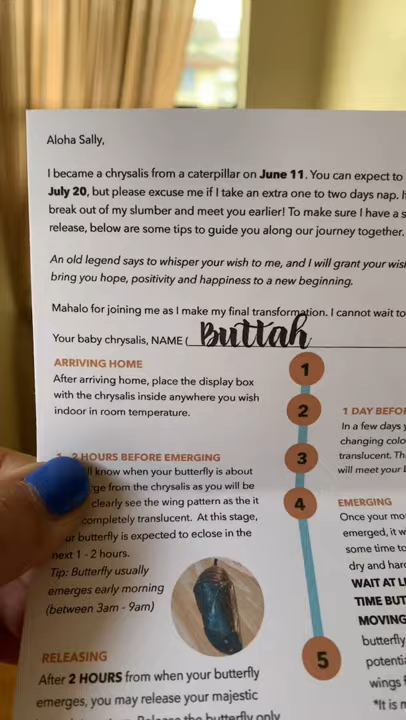 Aloha Sally,
I became a chrysalis from a caterpillar on June 11. You can expect to
July 20, but please excuse me if I take an extra one to two days nap. I
break out of my slumber and meet you earlier! To make sure I have a s
release, below are some tips to guide you along our journey together.
An old legend says to whisper your wish to me, and I will grant your wis
bring you hope, positivity and happiness to a new beginning.
Mahalo for joining me as I make my final transformation. I cannot wait to
Your baby chrysalis, NAME ( Buttah
ARRIVING HOME
After arriving home, place the display box
with the chrysalis inside anywhere you wish
indoor in room temperature.
1 - 2 HOURS BEFORE EMERGING
know when your butterfly is about
from the chrysalis as you will be
clearly see the wing pattern as the it
completely translucent. At this stage,
butterfly is expected to eclose in the
next 1 - 2 hours.
Tip: Butterfly usually
emerges early morning
(between 3am - 9am)
RELEASING
After 2 HOURS from when your butterfly
emerges, you may release your majestic
Release the butterfly only
1
2
3
4
5
1 DAY BEFO
In a few days y
changing colo
translucent. Th
will meet your b
EMERGING
Once your mo
emerged, it w
some time to
dry and hard
WAIT AT L
TIME BUT
MOVING
butterfly
potentia
wings f
*It is n